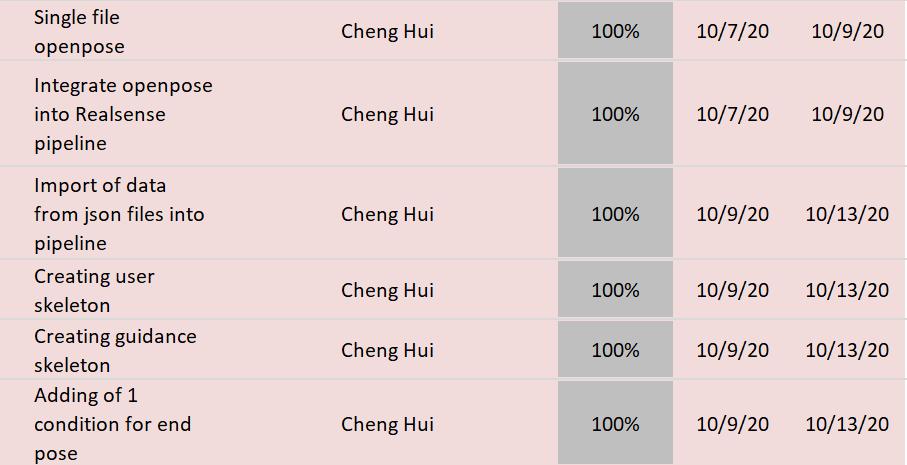 Single file
openpose
Cheng Hui
100%
10/7/20
10/9/20
Integrate openpose
into Realsense
pipeline
Cheng Hui
100%
10/7/20
10/9/20
Import of data
from json files into
pipeline
Cheng Hui
100%
10/9/20
10/13/20
Creating user
skeleton
Cheng Hui
100%
10/9/20
10/13/20
Creating guidance
skeleton
Cheng Hui
100%
10/9/20
10/13/20
Adding of 1
condition for end
pose
Cheng Hui
100%
10/9/20
10/13/20